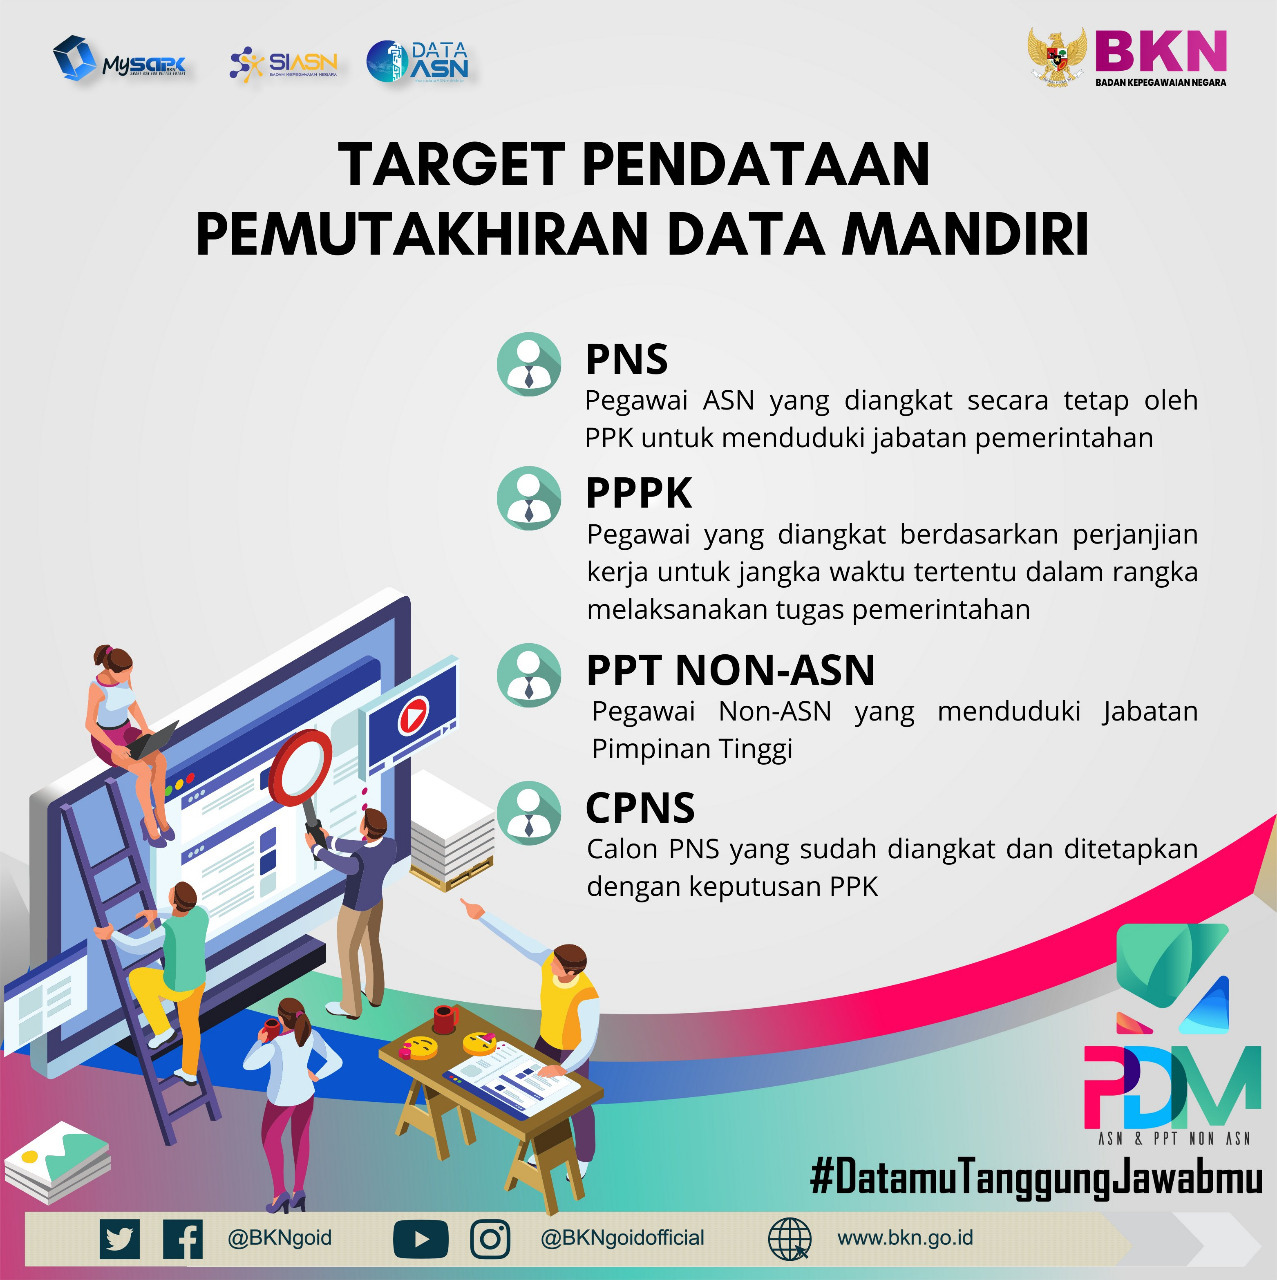 MySAPK
SIASN
BADAN KEPEGAWAIAN NEGARA
DATA
ASN
BKN
BADAN KEPEGAWAIAN NEGARA
TARGET PENDATAAN
PEMUTAKHIRAN DATA MANDIRI
PNS
Pegawai ASN yang diangkat secara tetap oleh
PPK untuk menduduki jabatan pemerintahan
PPPK
Pegawai yang diangkat berdasarkan perjanjian
kerja untuk jangka waktu tertentu dalam rangka
melaksanakan tugas pemerintahan
PPT NON-ASN
Pegawai Non-ASN yang menduduki Jabatan
Pimpinan Tinggi
CPNS
Calon PNS yang sudah diangkat dan ditetapkan
dengan keputusan PPK
PDM
ASN & PPT NON ASN
#DatamuTanggungJawabmu
@BKNgoid
@BKNgoidofficial
www.bkn.go.id